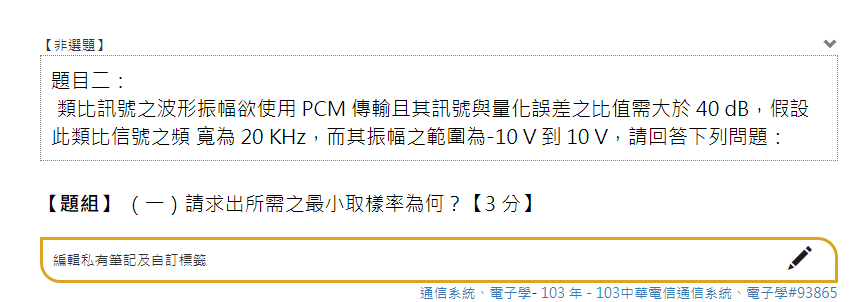 【非選題】
題目二：
類比訊號之波形振幅欲使用 PCM 傳輸且其訊號與量化誤差之比值需大於 40 dB，假設
此類比信號之頻 寬為 20 KHz，而其振幅之範圍為-10 V 到 10 V，請回答下列問題：
【題組】（一）請求出所需之最小取樣率為何？【3 分】
編輯私有筆記及自訂標籤
通信系統、電子學- 103 年 - 103中華電信通信系統、電子學#93865